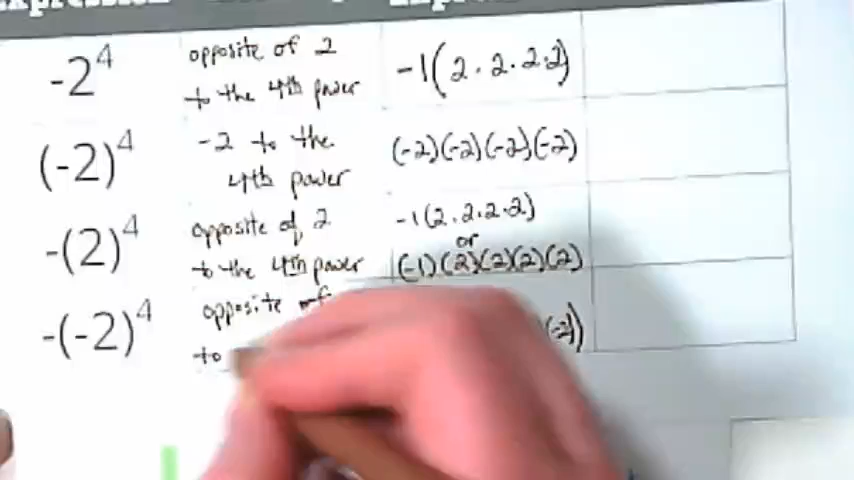 -2⁴
opposite of 2
to the 4th power
-1(2.2.2.2)
(-2)⁴
-2 to the
4th power
(-2)(-2)(-2)(-2)
-(2)⁴
opposite of 2
to the 4th power
-1(2.2.2.2)
or
(-1)(2)(2)(2)(2)
-(-2)⁴
opposite of
to
(-2))